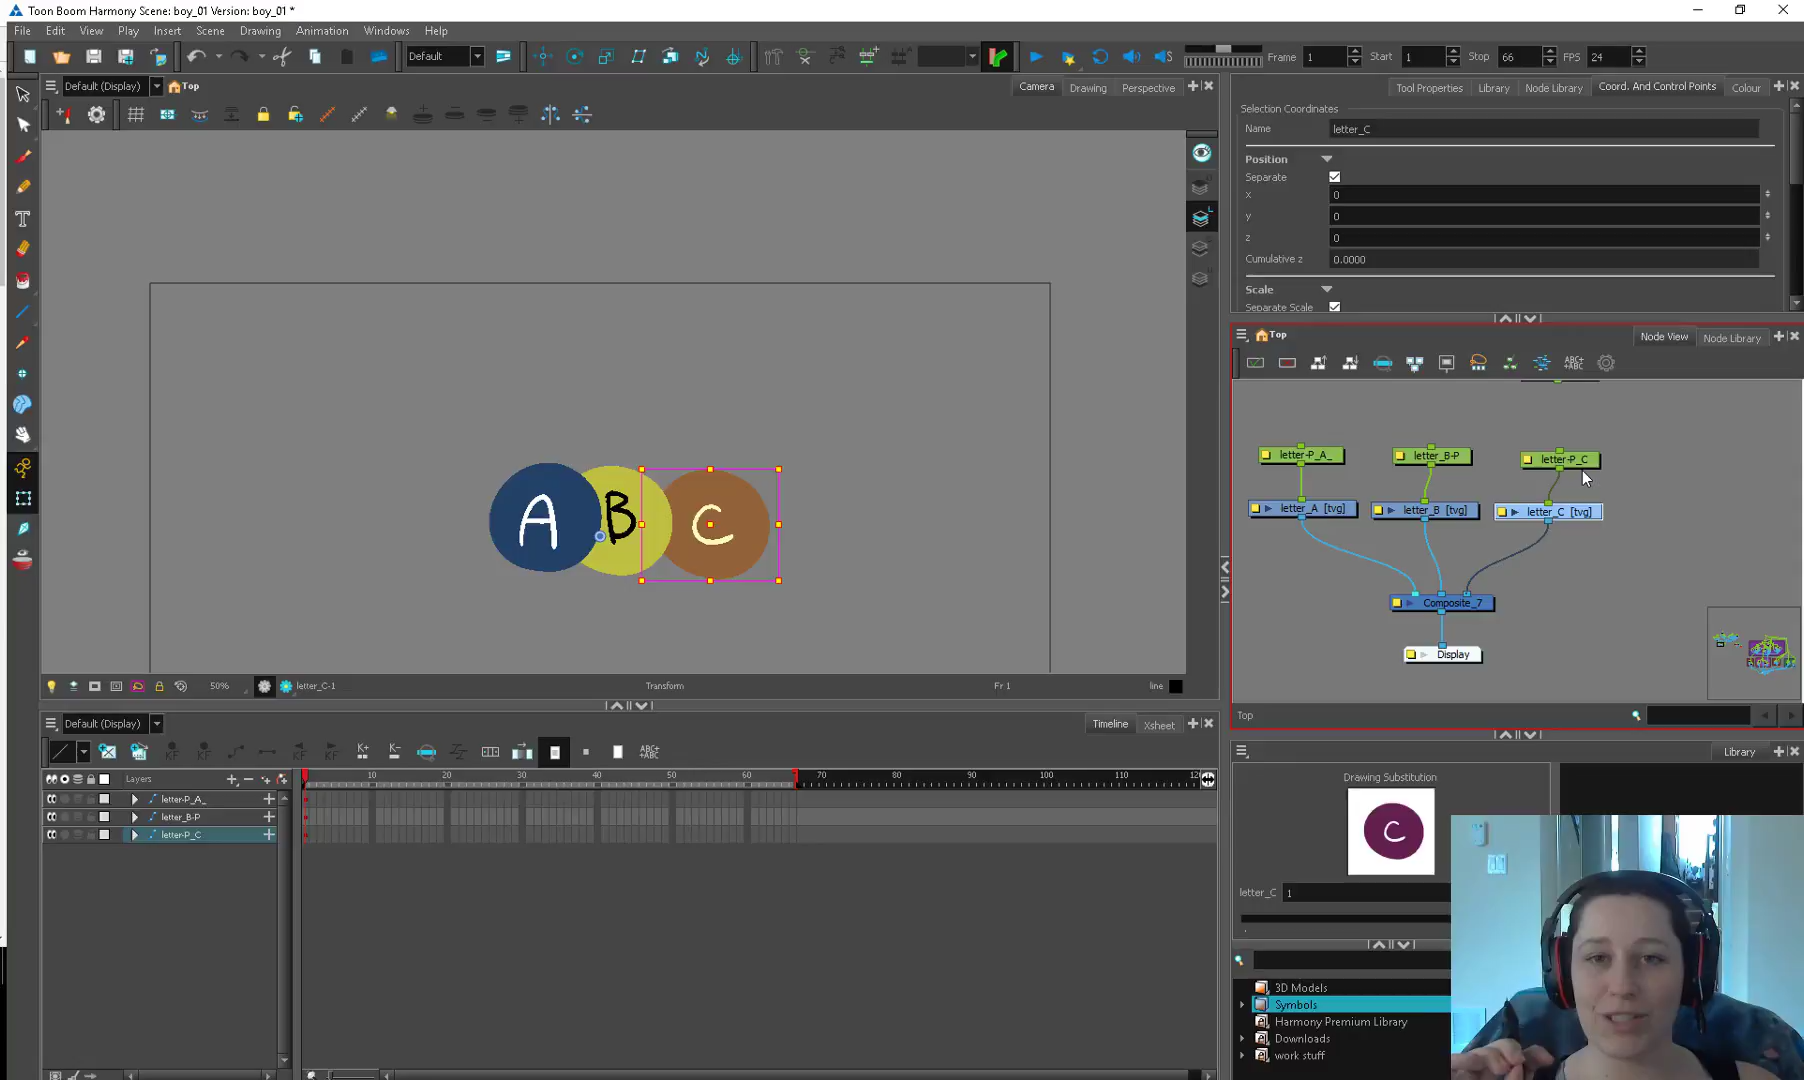 Toon Boom Harmony Scene: boy_01 Version: boy_01 *
File Edit View Play Insert Scene Drawing Animation Windows Help
Default Frame 1 Start 1 Stop 66 FPS 24
Default (Display) Top Camera Drawing Perspective
Tool Properties Library Node Library Coord. And Control Points Colour
Selection Coordinates
Name letter_C
Position
Separate
x 0
y 0
z 0
Cumulative z 0.0000
Scale
Separate Scale
Top Node View Node Library
letter-P_A_ letter_B-P letter-P_C
letter_A [tvg] letter_B [tvg] letter_C [tvg]
Composite_7
Display
A B C
50% letter_C-1 Transform Fr 1 line
Top
Default (Display) Timeline Xsheet
Library
Layers 10 20 30 40 50 60 70 80 90 100 110
letter-P_A_
letter_B-P
letter-P_C
Drawing Substitution
C
letter_C 1
3D Models
Symbols
Harmony Premium Library
Downloads
work stuff